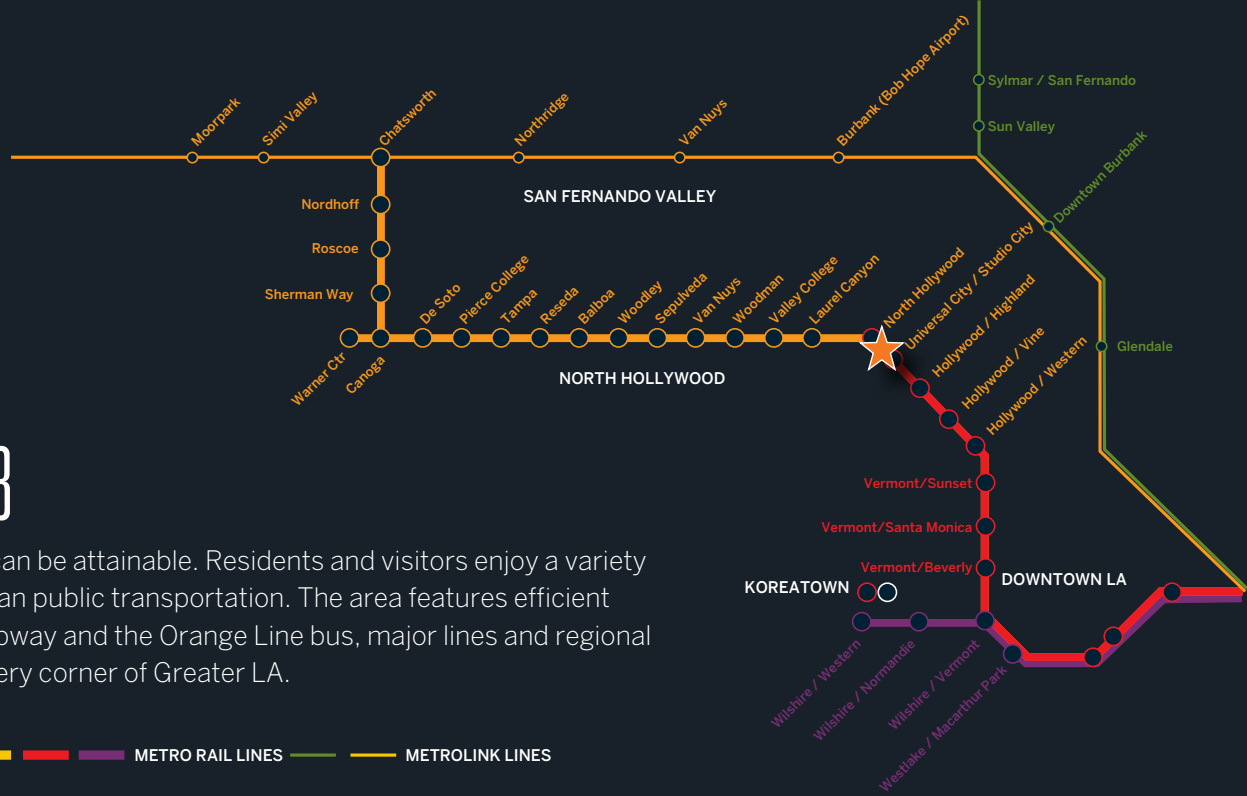 Moorpark
Simi Valley
Chatsworth
Northridge
Van Nuys
Burbank (Bob Hope Airport)
Sylmar / San Fernando
Sun Valley
Downtown Burbank
Glendale
SAN FERNANDO VALLEY
Nordhoff
Roscoe
Sherman Way
Warner Ctr
Canoga
De Soto
Pierce College
Tampa
Reseda
Balboa
Woodley
Sepulveda
Van Nuys
Woodman
Valley College
Laurel Canyon
North Hollywood
Universal City / Studio City
Hollywood / Highland
Hollywood / Vine
Hollywood / Western
NORTH HOLLYWOOD
Vermont/Sunset
Vermont/Santa Monica
Vermont/Beverly
KOREATOWN
DOWNTOWN LA
Wilshire / Western
Wilshire / Normandie
Wilshire / Vermont
Westlake / Macarthur Park
can be attainable. Residents and visitors enjoy a variety
an public transportation. The area features efficient
way and the Orange Line bus, major lines and regional
ery corner of Greater LA.
METRO RAIL LINES
METROLINK LINES